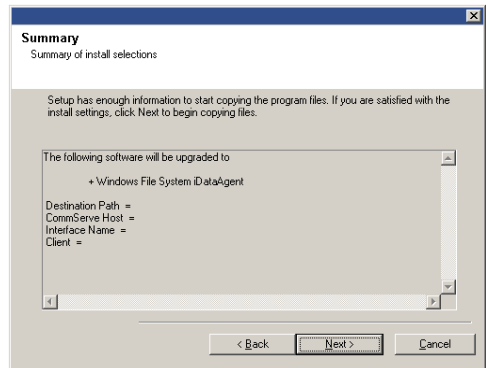 Summary
Summary of install selections
Setup has enough information to start copying the program files. If you are satisfied with the
install settings, click Next to begin copying files.
The following software will be upgraded to
+ Windows File System iDataAgent
Destination Path =
CommServe Host =
Interface Name =
Client =
< Back
Next >
Cancel